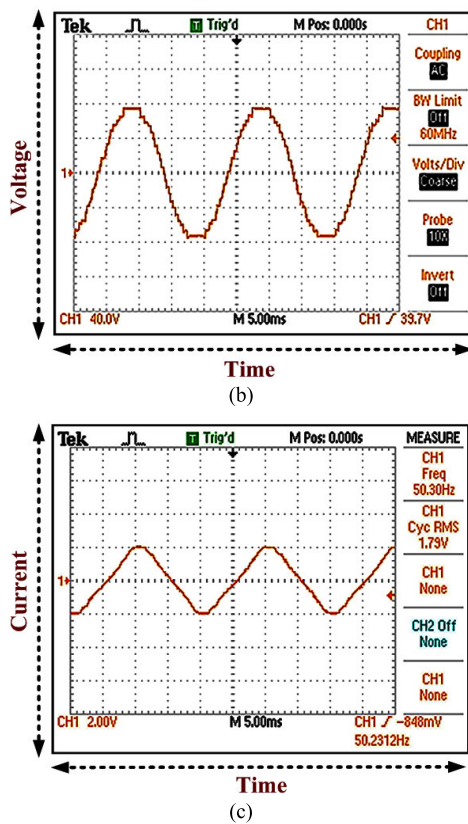 Tek T Trig'd M Pos: 0.000s CH1
Coupling
AC
BW Limit
Off
60MHz
Volts/Div
Coarse
Probe
10X
Invert
Off
1
CH1 40.0V M 5.00ms CH1 33.7V
Voltage
Time
(b)
Tek T Trig'd M Pos: 0.000s MEASURE
CH1
Freq
50.30Hz
CH1
Cyc RMS
1.79V
CH1
None
CH2 Off
None
CH1
None
1
CH1 2.00V M 5.00ms CH1 -848mV
50.2312Hz
Current
Time
(c)